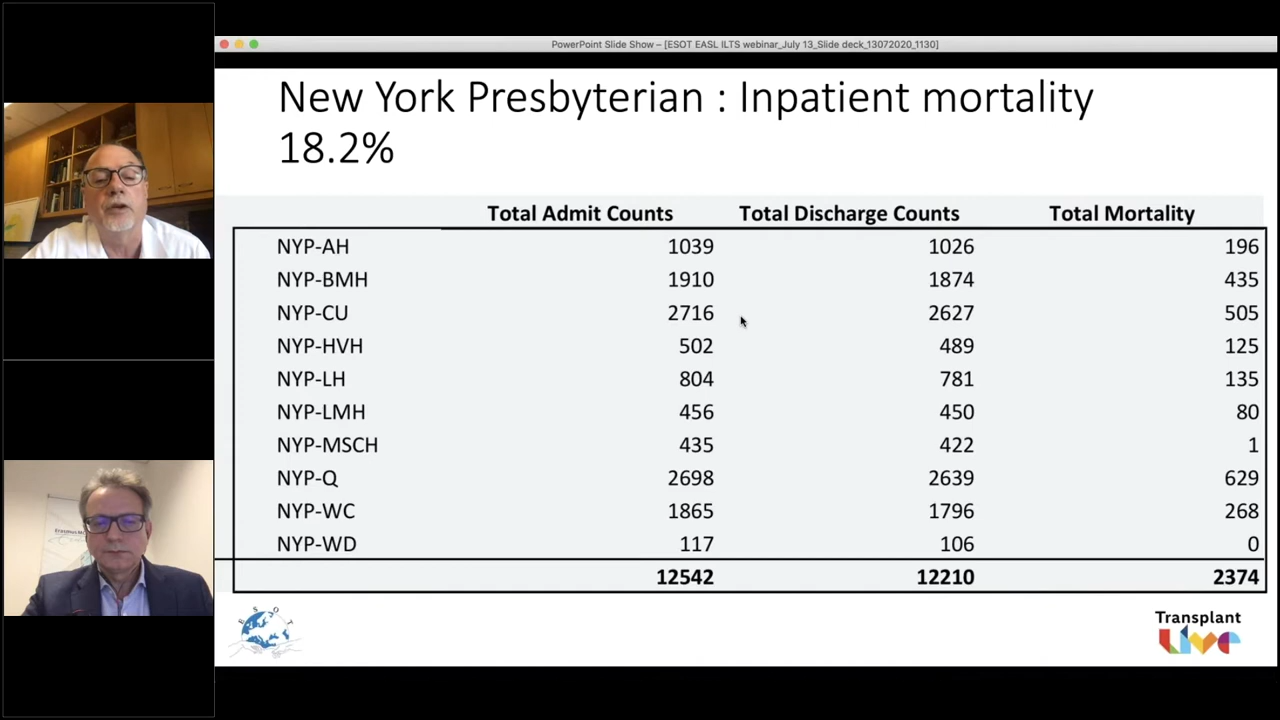 PowerPoint Slide Show – [ESOT EASL ILTS webinar_July 13_Slide deck_13072020_1130]
New York Presbyterian : Inpatient mortality
18.2%
Total Admit Counts Total Discharge Counts Total Mortality
NYP-AH 1039 1026 196
NYP-BMH 1910 1874 435
NYP-CU 2716 2627 505
NYP-HVH 502 489 125
NYP-LH 804 781 135
NYP-LMH 456 450 80
NYP-MSCH 435 422 1
NYP-Q 2698 2639 629
NYP-WC 1865 1796 268
NYP-WD 117 106 0
12542 12210 2374
ESOT
Transplant
Live